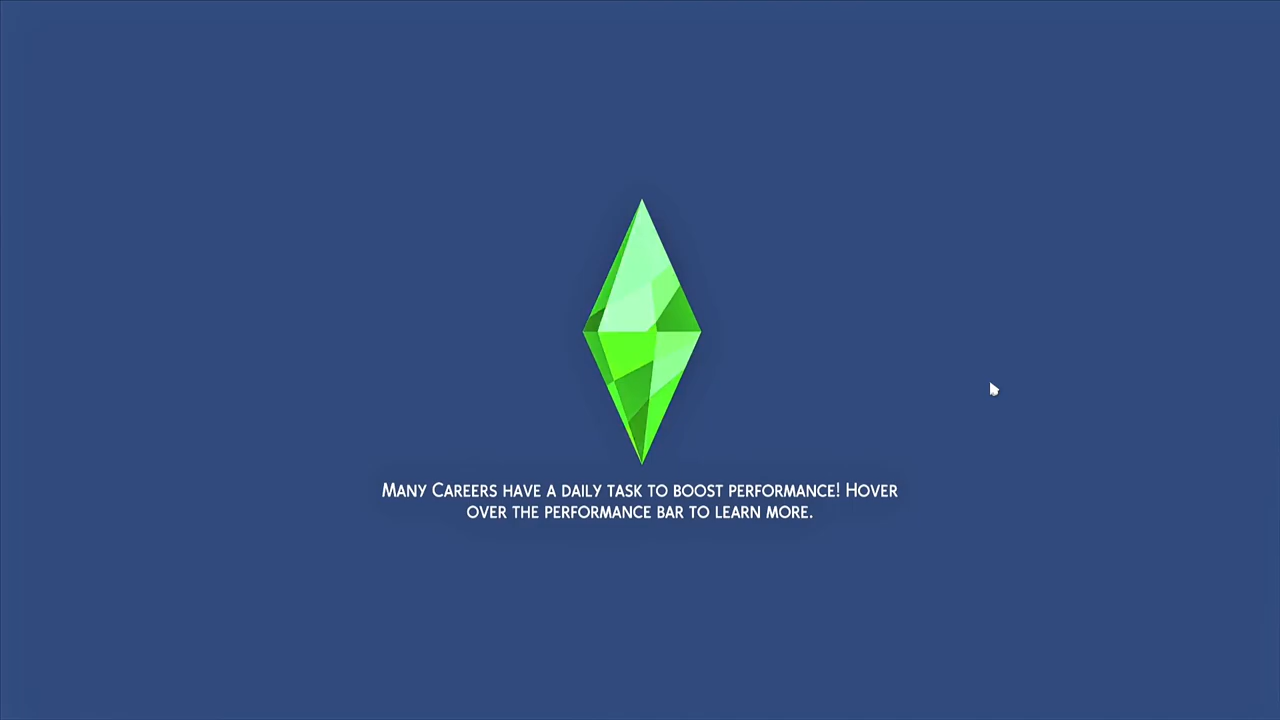 Many Careers have a daily task to boost performance! Hover
over the performance bar to learn more.